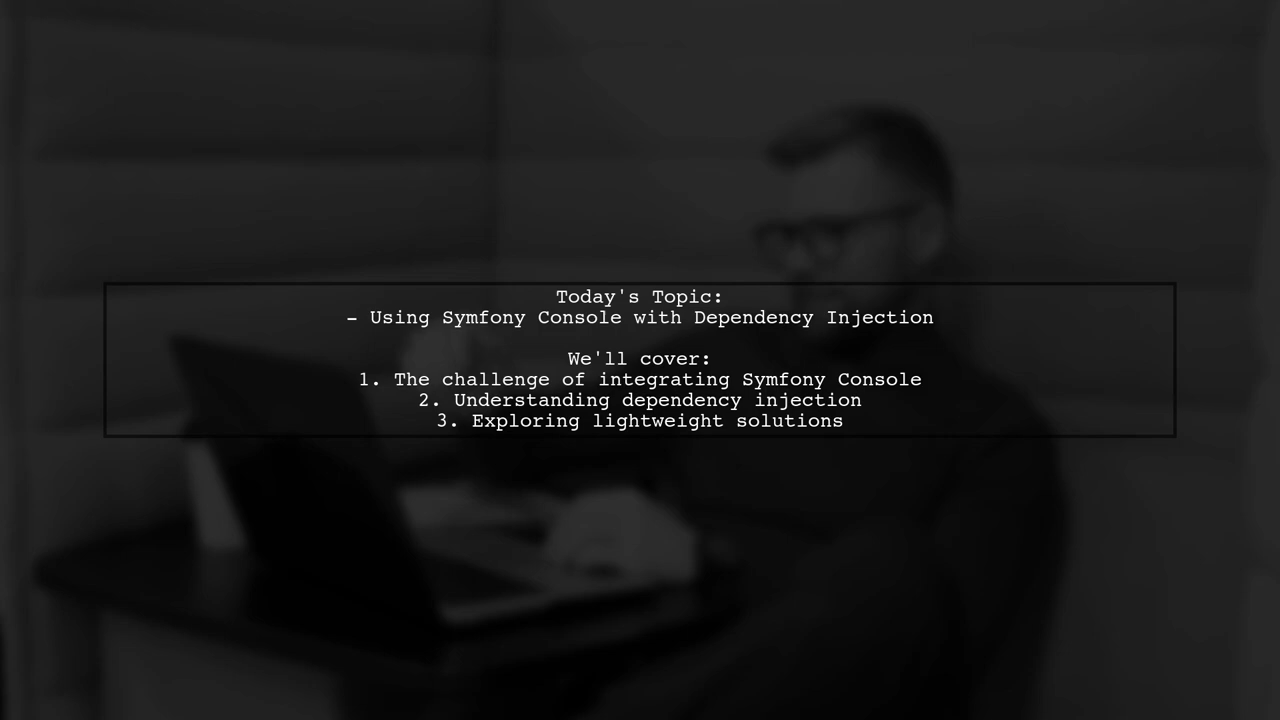 Today's Topic:
- Using Symfony Console with Dependency Injection
We'll cover:
1. The challenge of integrating Symfony Console
2. Understanding dependency injection
3. Exploring lightweight solutions